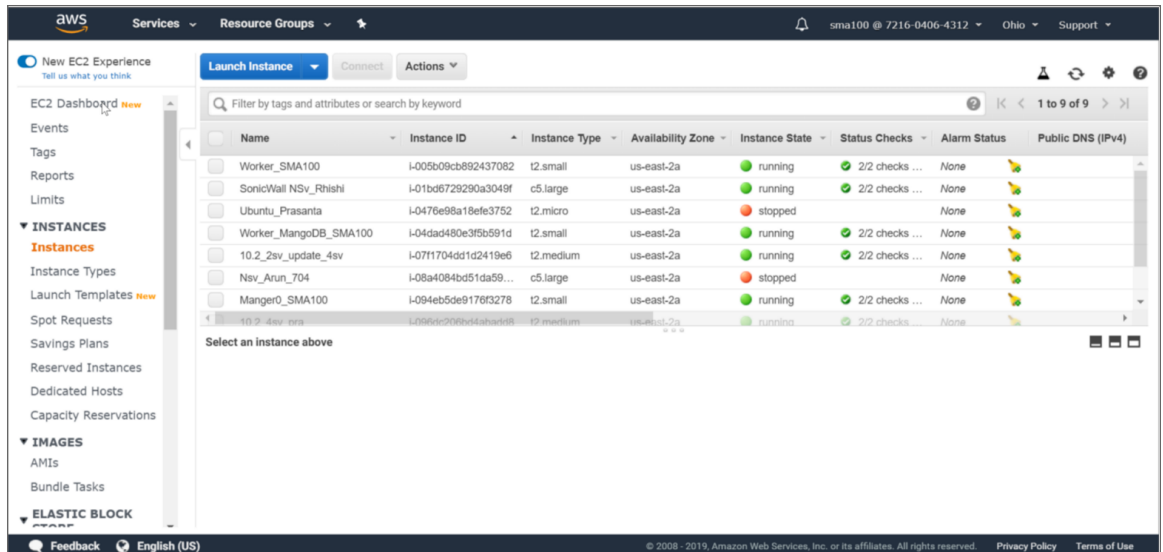 aws Services Resource Groups sma100 @ 7216-0406-4312 Ohio Support
New EC2 Experience
Tell us what you think
Launch Instance Connect Actions
EC2 Dashboard New
Events
Tags
Reports
Limits
INSTANCES
Instances
Instance Types
Launch Templates New
Spot Requests
Savings Plans
Reserved Instances
Dedicated Hosts
Capacity Reservations
IMAGES
AMIs
Bundle Tasks
ELASTIC BLOCK
STORE
Filter by tags and attributes or search by keyword 1 to 9 of 9
Name Instance ID Instance Type Availability Zone Instance State Status Checks Alarm Status Public DNS (IPv4)
Worker_SMA100 i-005b09cb892437082 t2.small us-east-2a running 2/2 checks ... None
SonicWall NSv_Rhishi i-01bd6729290a3049f c5.large us-east-2a running 2/2 checks ... None
Ubuntu_Prasanta i-0476e98a18efe3752 t2.micro us-east-2a stopped None
Worker_MangoDB_SMA100 i-04dad480e3f5b591d t2.small us-east-2a running 2/2 checks ... None
10.2_2sv_update_4sv i-07f1704dd1d2419e6 t2.medium us-east-2a running 2/2 checks ... None
Nsv_Arun_704 i-08a4084bd51da59... c5.large us-east-2a stopped None
Manger0_SMA100 i-094eb5de9176f3278 t2.small us-east-2a running 2/2 checks ... None
t2.medium us-east-2a running 2/2 checks ... None
Select an instance above
Feedback English (US) © 2008 - 2019, Amazon Web Services, Inc. or its affiliates. All rights reserved. Privacy Policy Terms of Use